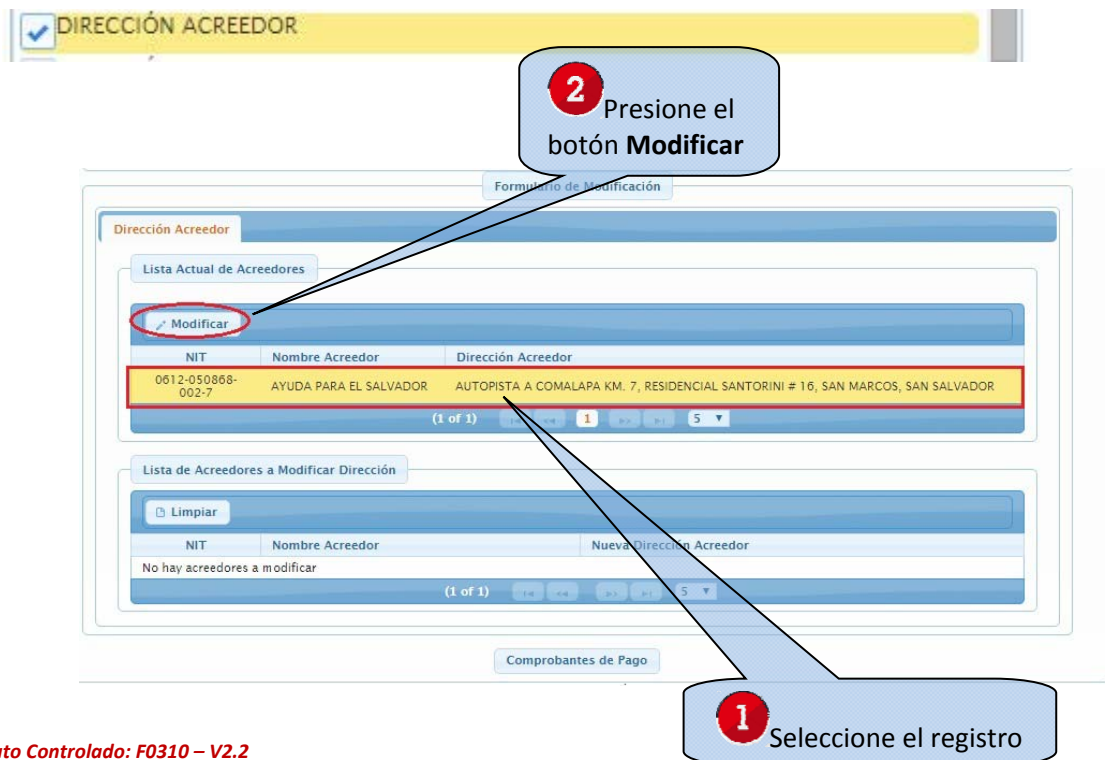 DIRECCIÓN ACREEDOR
2
Presione el
botón Modificar
Formulario de Modificación
Dirección Acreedor
Lista Actual de Acreedores
Modificar
NIT Nombre Acreedor Dirección Acreedor
0612-050868-
002-7 AYUDA PARA EL SALVADOR AUTOPISTA A COMALAPA KM. 7, RESIDENCIAL SANTORINI # 16, SAN MARCOS, SAN SALVADOR
(1 of 1) 1 5
Lista de Acreedores a Modificar Dirección
Limpiar
NIT Nombre Acreedor Nueva Dirección Acreedor
No hay acreedores a modificar
(1 of 1) 5
Comprobantes de Pago
1
Seleccione el registro
ato Controlado: F0310 – V2.2